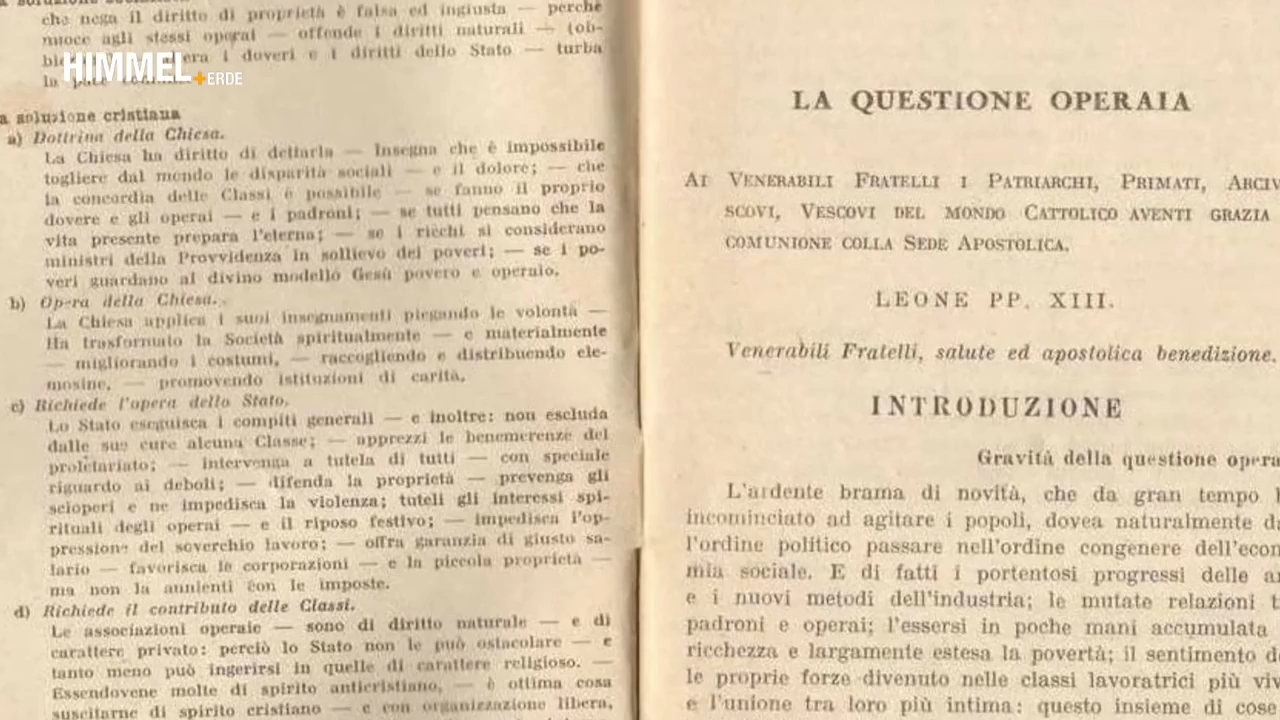 che nega il diritto di proprietà è falsa ed ingiusta — perchè
nuoce agli stessi operai — offende i diritti naturali — (ob-
i doveri e i diritti dello Stato — turba
la
HIMMEL+ERDE
a soluzione cristiana
a) Dottrina della Chiesa.
La Chiesa ha diritto di dettarla — Insegna che è impossibile
togliere dal mondo le disparità sociali — e il dolore; — che
la concordia delle Classi è possibile — se fanno il proprio
dovere e gli operai — e i padroni; — se tutti pensano che la
vita presente prepara l'eterna; — se i ricchi si considerano
ministri della Provvidenza in sollievo dei poveri; — se i po-
veri guardano al divino modello Gesù povero e operaio.
b) Opera della Chiesa.
La Chiesa applica i suoi insegnamenti piegando le volontà —
Ha trasformato la Società spiritualmente — e materialmente
— migliorando i costumi, — raccogliendo e distribuendo ele-
mosine, — promovendo istituzioni di carità.
c) Richiede l'opera dello Stato.
Lo Stato eseguisca i compiti generali — e inoltre: non escluda
dalle sue cure alcuna Classe; — apprezzi le benemerenze del
proletariato; — intervenga a tutela di tutti — con speciale
riguardo ai deboli; — difenda la proprietà — prevenga gli
scioperi e ne impedisca la violenza; tuteli gli interessi spi-
rituali degli operai — e il riposo festivo; — impedisca l'op-
pressione del soverchio lavoro; — offra garanzia di giusto sa-
lario — favorisca le corporazioni — e la piccola proprietà —
ma non la annienti con le imposte.
d) Richiede il contributo delle Classi.
Le associazioni operaie — sono di diritto naturale — e di
carattere privato: perciò lo Stato non le può ostacolare — e
tanto meno può ingerirsi in quelle di carattere religioso. —
Essendovene molte di spirito anticristiano, — è ottima cosa
suscitarne di spirito cristiano — e con organizzazione libera,
LA QUESTIONE OPERAIA
AI VENERABILI FRATELLI I PATRIARCHI, PRIMATI, ARCIV
SCOVI, VESCOVI DEL MONDO CATTOLICO AVENTI GRAZIA
COMUNIONE COLLA SEDE APOSTOLICA.
LEONE PP. XIII.
Venerabili Fratelli, salute ed apostolica benedizione.
INTRODUZIONE
Gravità della questione opera
L'ardente brama di novità, che da gran tempo
incominciato ad agitare i popoli, dovea naturalmente d
l'ordine politico passare nell'ordine congenere dell'econ
mia sociale. E di fatti i portentosi progressi delle a
e i nuovi metodi dell'industria; le mutate relazioni t
padroni e operai; l'essersi in poche mani accumulata
ricchezza e largamente estesa la povertà; il sentimento d
le proprie forze divenuto nelle classi lavoratrici più viv
e l'unione tra loro più intima: questo insieme di cose